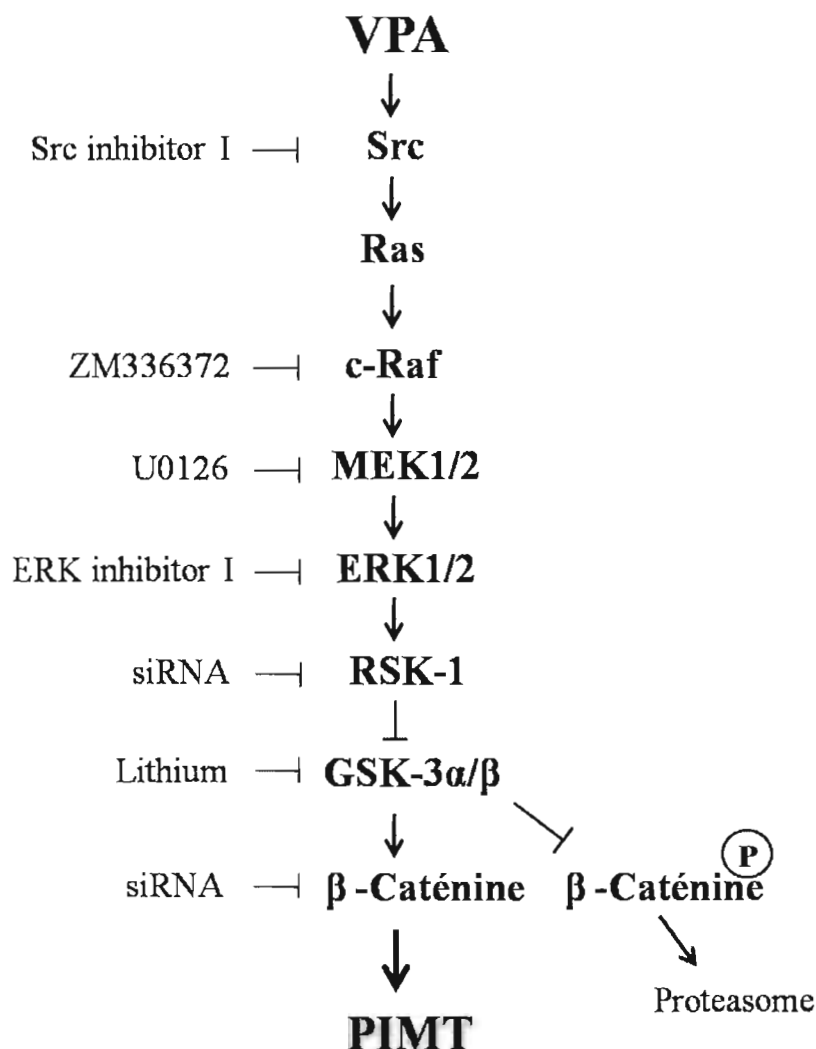 VPA
Src inhibitor I
Src
Ras
ZM336372
c-Raf
U0126
MEK1/2
ERK inhibitor I
ERK1/2
siRNA
RSK-1
Lithium
GSK-3α/β
P
siRNA
β -Caténine
β -Caténine
Proteasome
PIMT